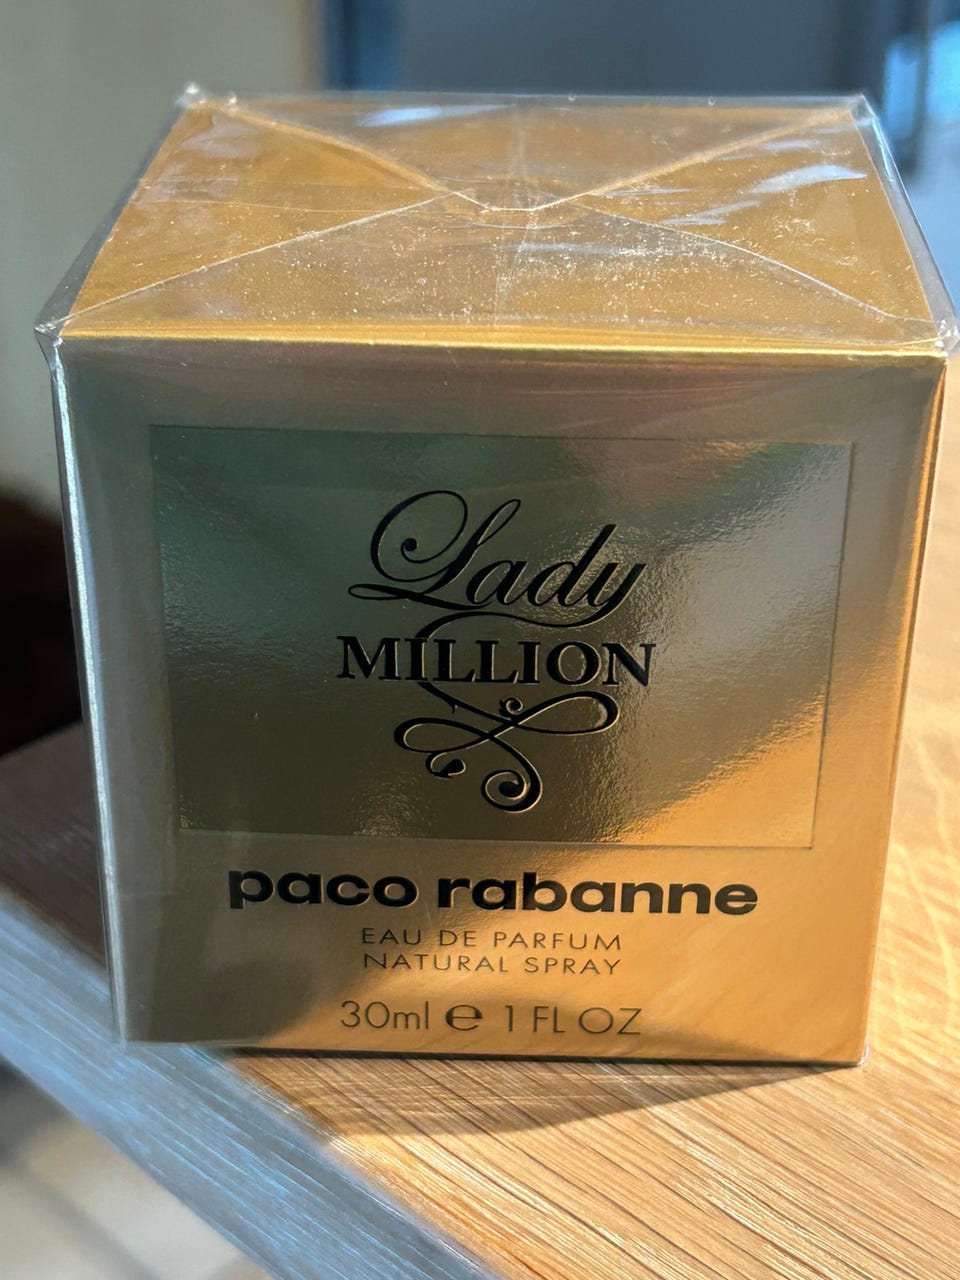 Lady
MILLION
paco rabanne
EAU DE PARFUM
NATURAL SPRAY
30ml ℮ 1 FL OZ